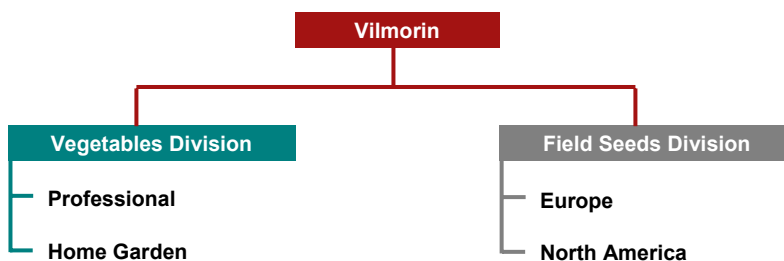 Vilmorin
Vegetables Division
Professional
Home Garden
Field Seeds Division
Europe
North America